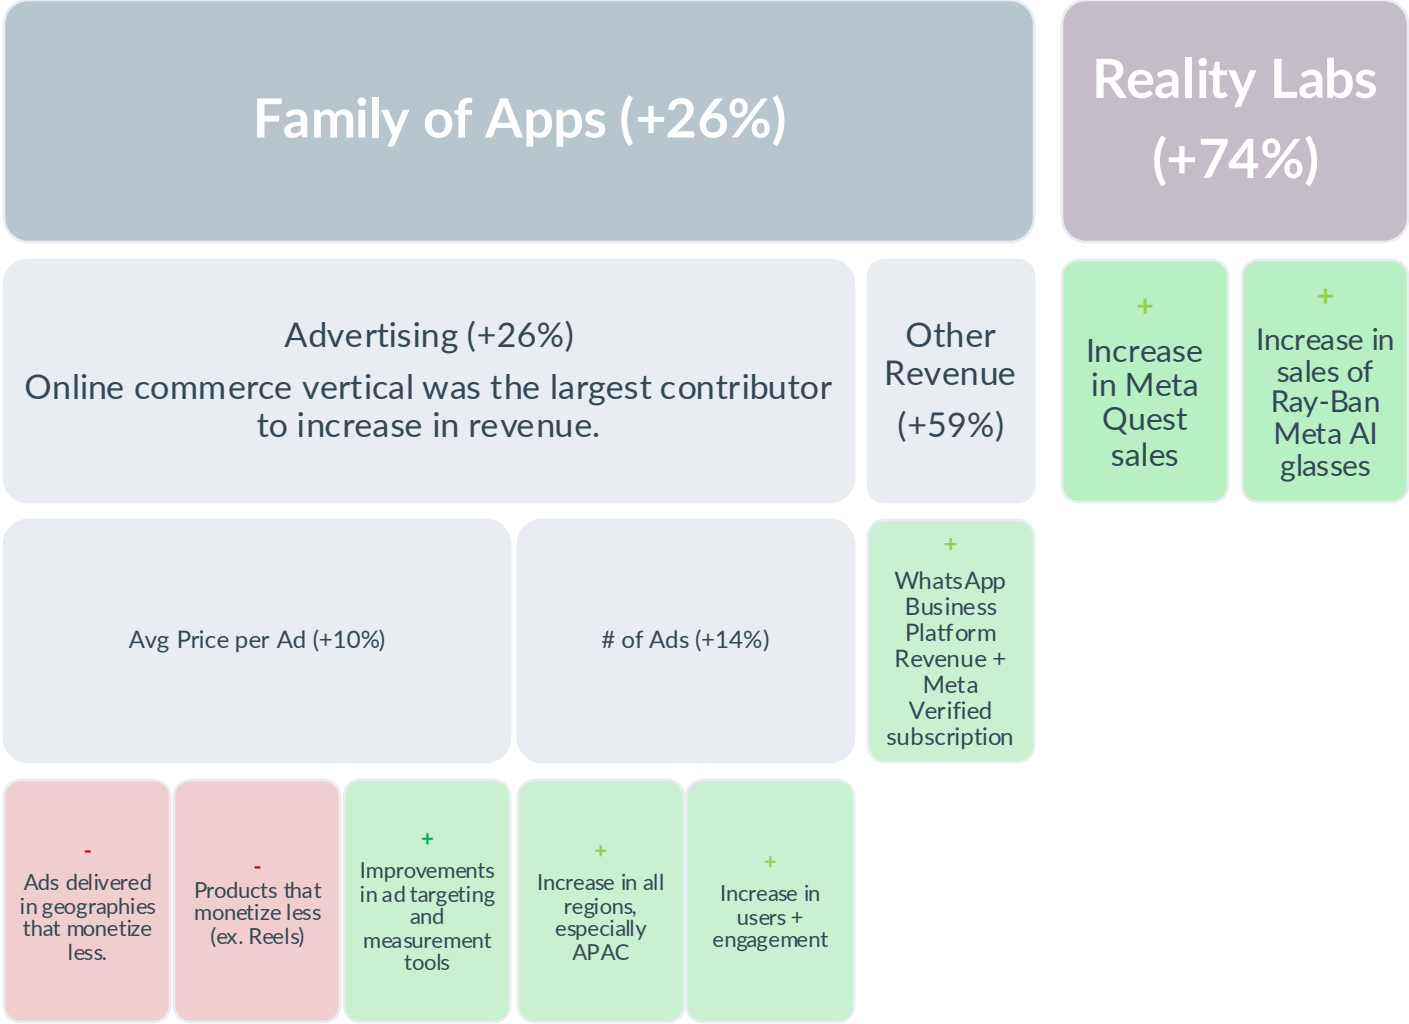 Family of Apps (+26%)
Reality Labs
(+74%)
Advertising (+26%)
Online commerce vertical was the largest contributor
to increase in revenue.
Other
Revenue
(+59%)
+
Increase
in Meta
Quest
sales
+
Increase in
sales of
Ray-Ban
Meta AI
glasses
Avg Price per Ad (+10%)
# of Ads (+14%)
+
WhatsApp
Business
Platform
Revenue +
Meta
Verified
subscription
-
Ads delivered
in geographies
that monetize
less.
-
Products that
monetize less
(ex. Reels)
+
Improvements
in ad targeting
and
measurement
tools
+
Increase in all
regions,
especially
APAC
+
Increase in
users +
engagement